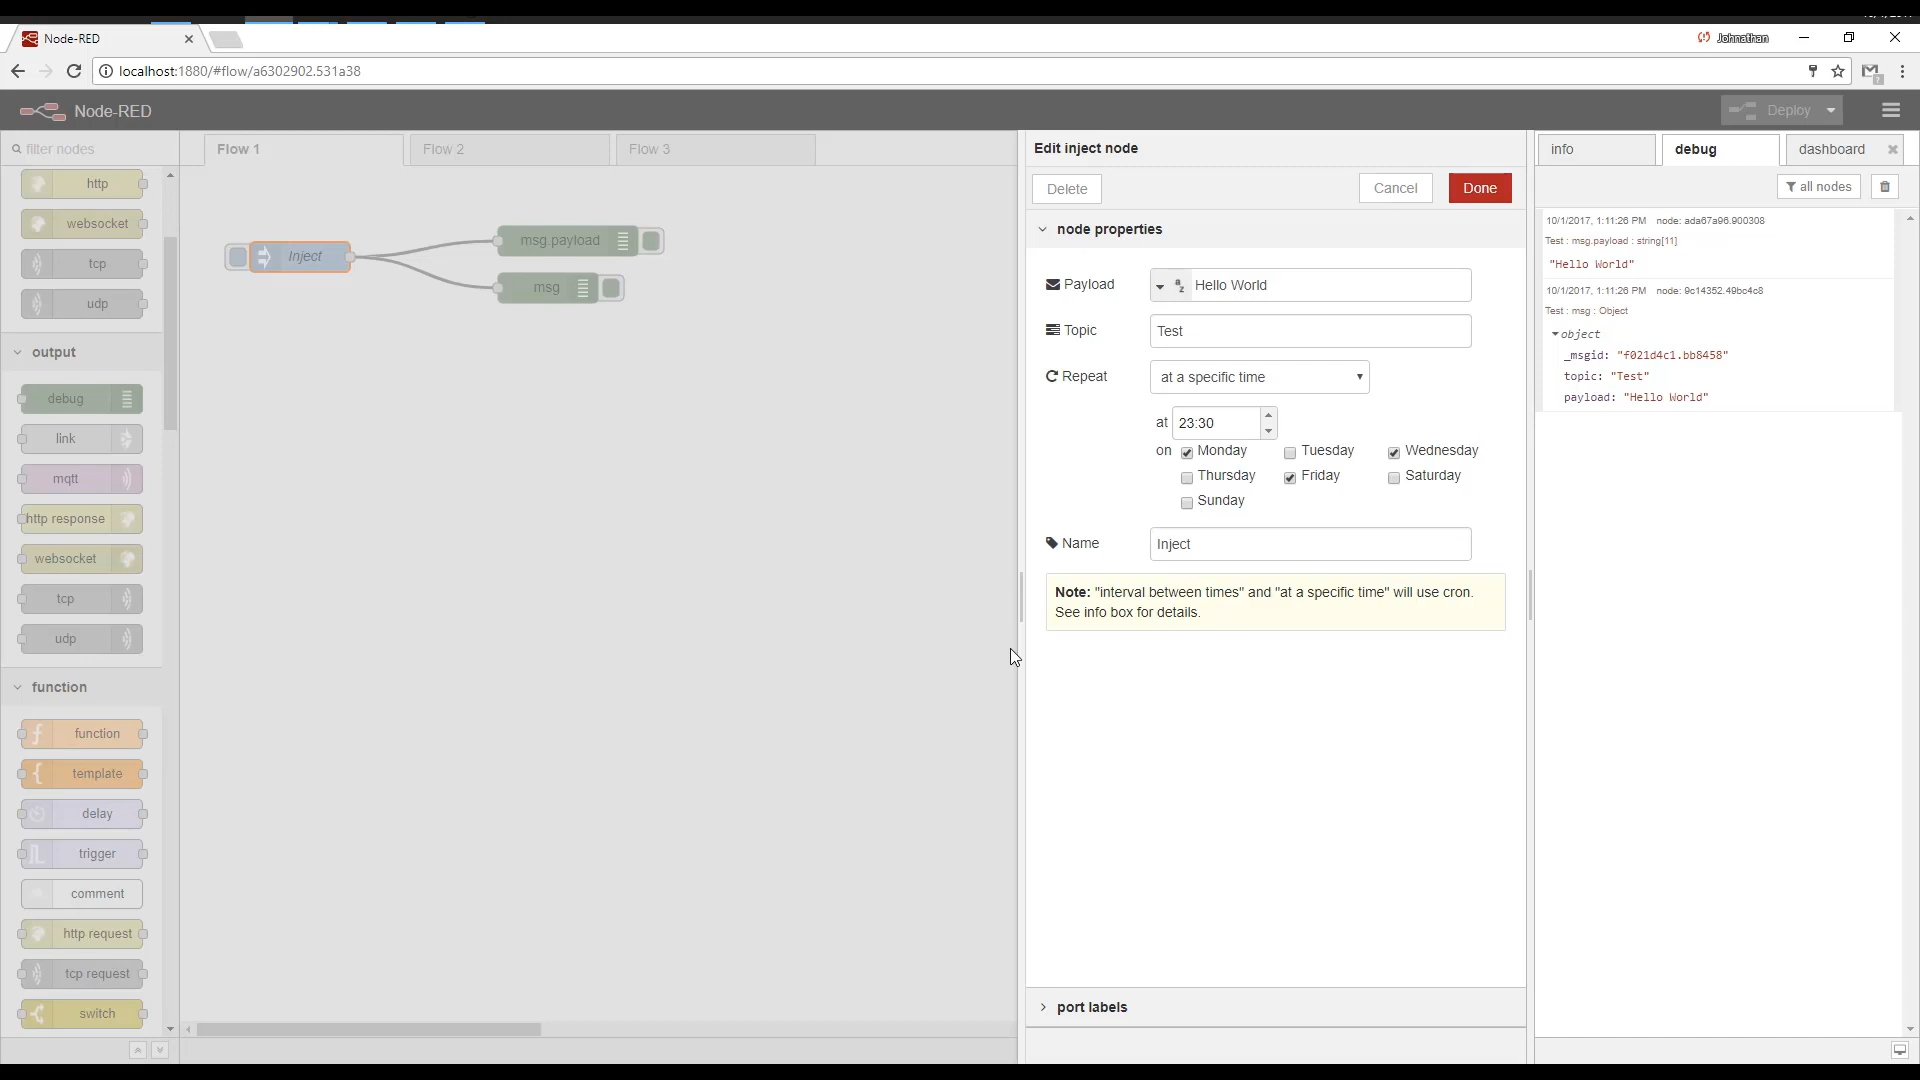 Node-RED
Johnathan
localhost:1880/#flow/a6302902.531a38
Node-RED
Deploy
filter nodes
http
websocket
tcp
udp
output
debug
link
mqtt
http response
websocket
tcp
udp
function
function
template
delay
trigger
comment
http request
tcp request
switch
Flow 1
Flow 2
Flow 3
Inject
msg.payload
msg
Edit inject node
Delete
Cancel
Done
node properties
Payload
Hello World
Topic
Test
Repeat
at a specific time
at 23:30
on Monday Tuesday Wednesday
Thursday Friday Saturday
Sunday
Name
Inject
Note: "interval between times" and "at a specific time" will use cron.
See info box for details.
port labels
info
debug
dashboard
all nodes
10/1/2017, 1:11:26 PM node: ada67a96.900308
Test : msg.payload : string[11]
"Hello World"
10/1/2017, 1:11:26 PM node: 9c14352.49bc4c8
Test : msg : Object
object
_msgid: "f021d4c1.bb8458"
topic: "Test"
payload: "Hello World"